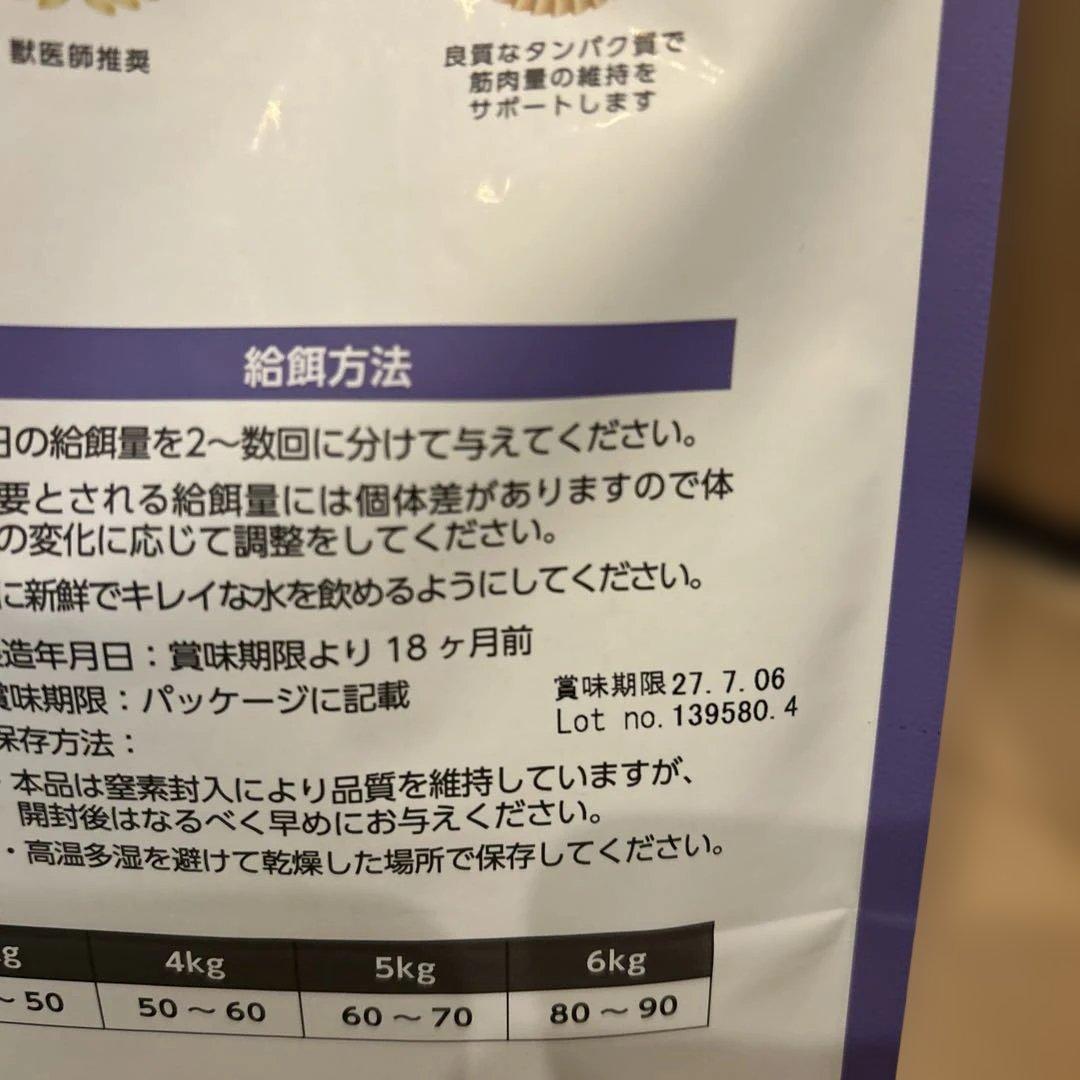 獣医師推奨
良質なタンパク質で
筋肉量の維持を
サポートします
給餌方法
日の給餌量を2〜数回に分けて与えてください。
要とされる給餌量には個体差がありますので体
の変化に応じて調整をしてください。
に新鮮でキレイな水を飲めるようにしてください。
造年月日：賞味期限より 18 ヶ月前
賞味期限：パッケージに記載
賞味期限27.7.06
Lot no.139580.4
保存方法：
本品は窒素封入により品質を維持していますが、
開封後はなるべく早めにお与えください。
・高温多湿を避けて乾燥した場所で保存してください。
g 4kg 5kg 6kg
〜50 50〜60 60〜70 80〜90